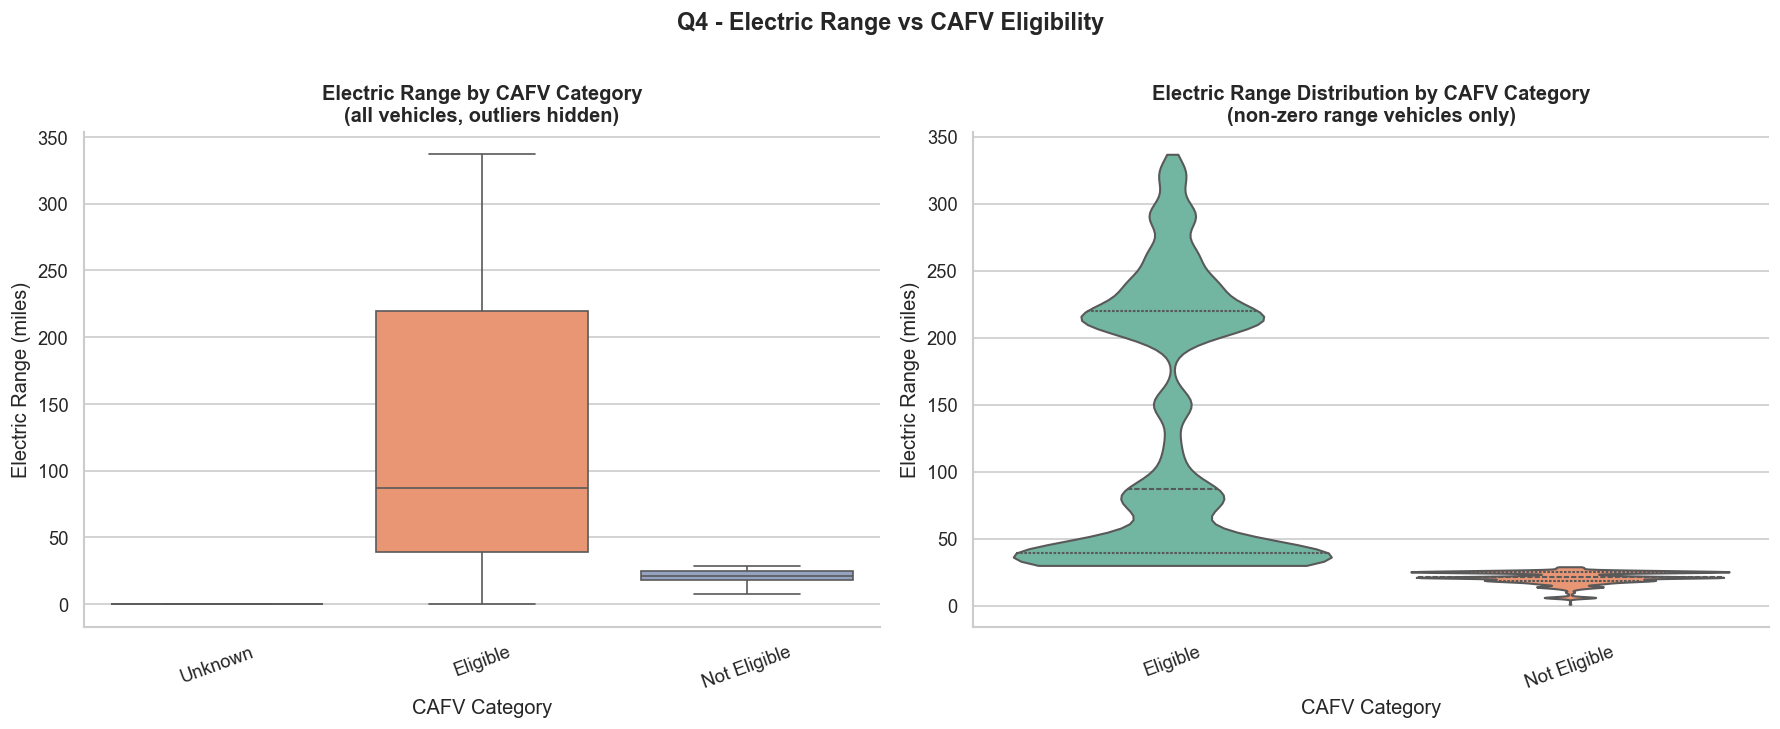 Q4 - Electric Range vs CAFV Eligibility
Electric Range by CAFV Category
(all vehicles, outliers hidden)
Electric Range (miles)
350
300
250
200
150
100
50
0
Unknown
Eligible
Not Eligible
CAFV Category
Electric Range Distribution by CAFV Category
(non-zero range vehicles only)
Electric Range (miles)
350
300
250
200
150
100
50
0
Eligible
Not Eligible
CAFV Category